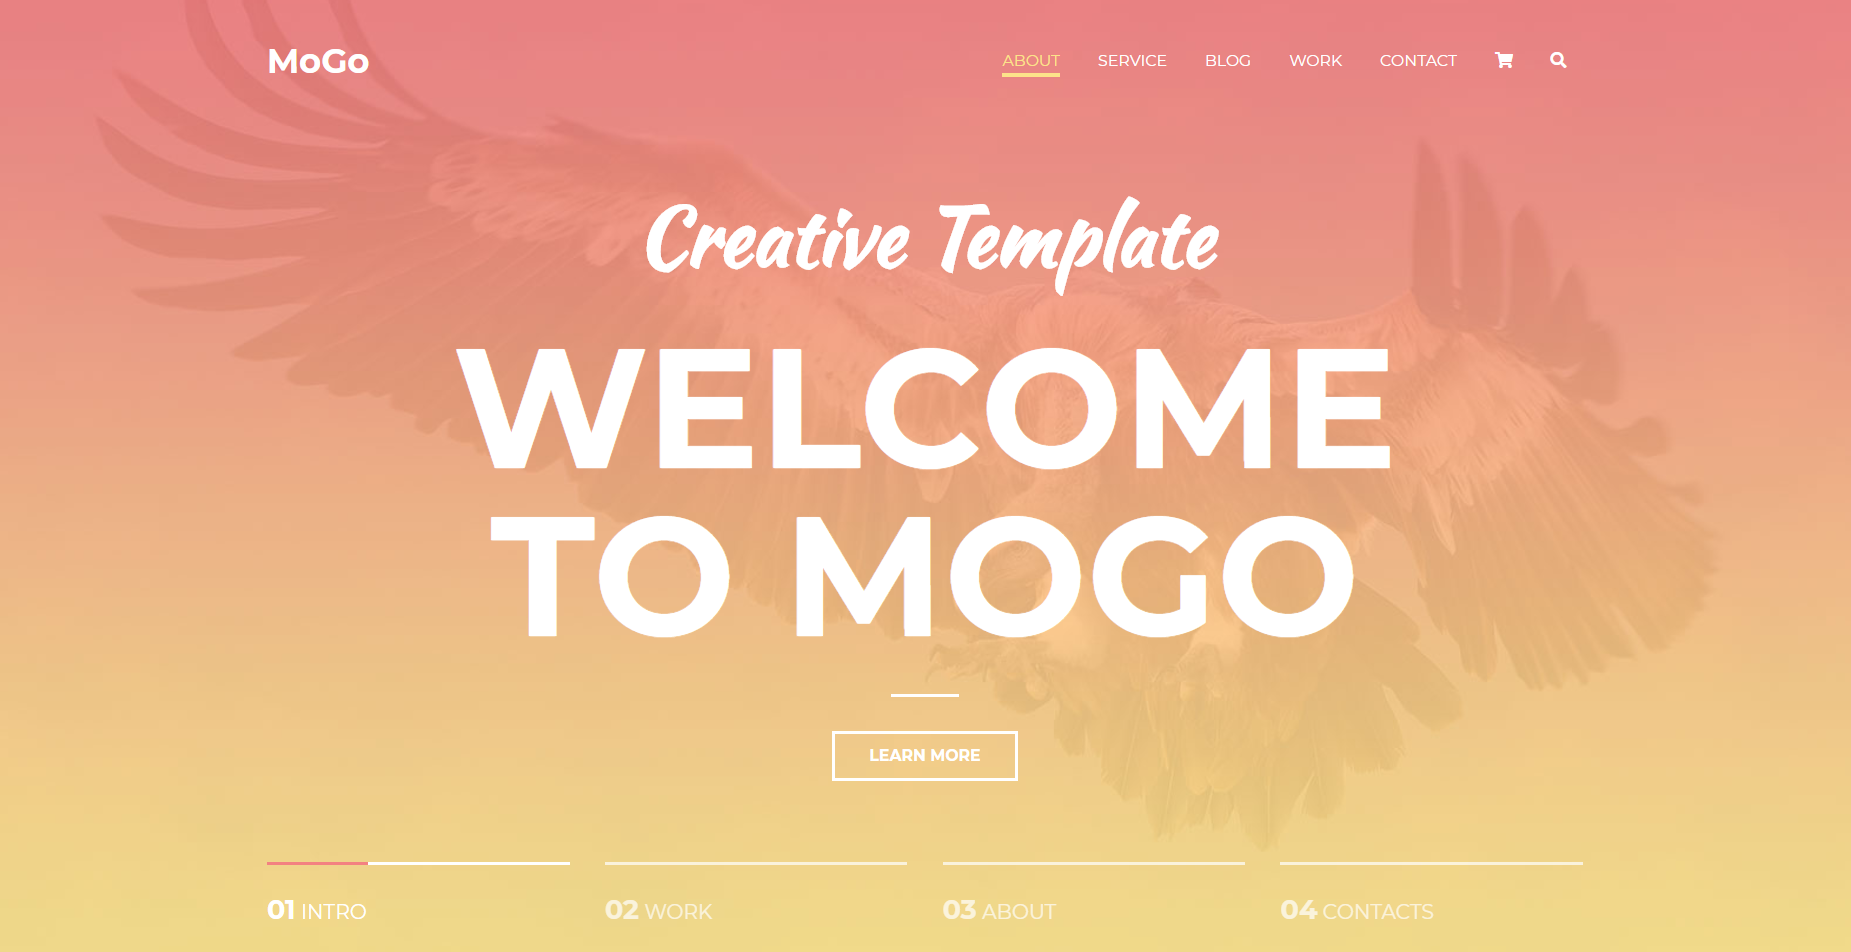 MoGo
ABOUT SERVICE BLOG WORK CONTACT
Creative Template
WELCOME
TO MOGO
LEARN MORE
01 INTRO
02 WORK
03 ABOUT
04 CONTACTS